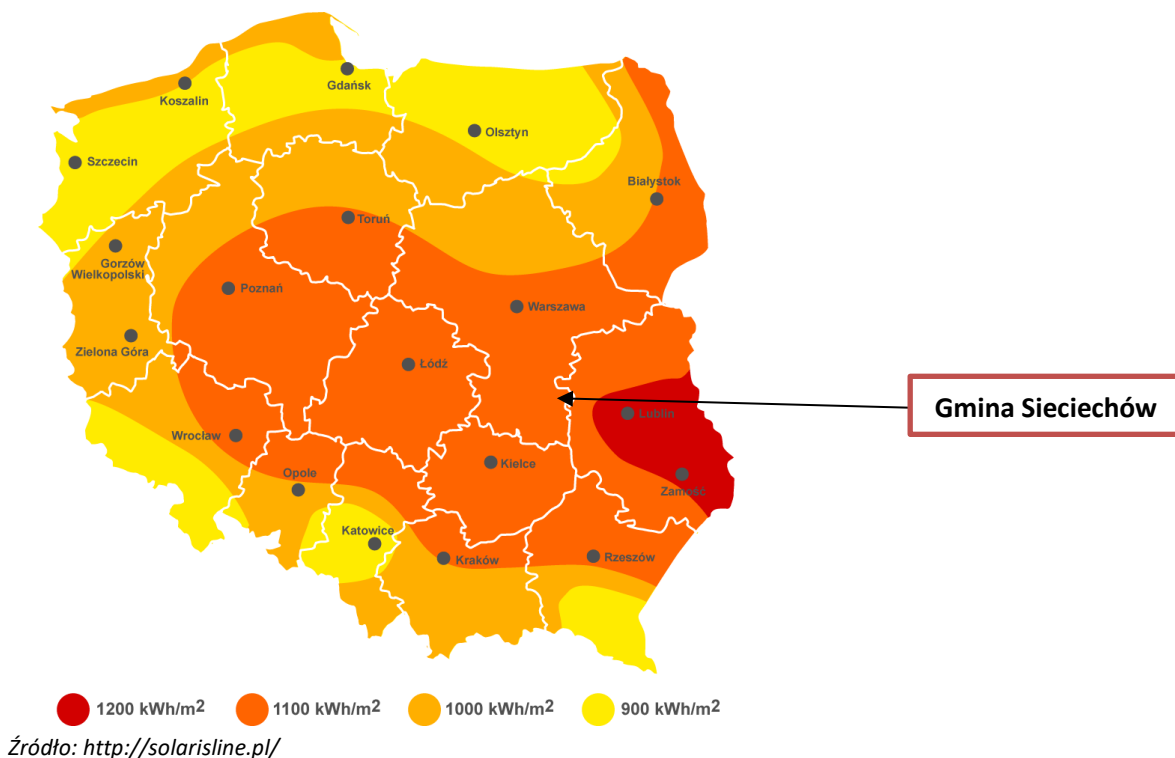 Koszalin
Gdańsk
Olsztyn
Szczecin
Białystok
Toruń
Gorzów
Wielkopolski
Poznań
Warszawa
Zielona Góra
Łódź
Gmina Sieciechów
Lublin
Wrocław
Kielce
Opole
Zamość
Katowice
Kraków
Rzeszów
1200 kWh/m² 1100 kWh/m² 1000 kWh/m² 900 kWh/m²
Źródło: http://solarisline.pl/